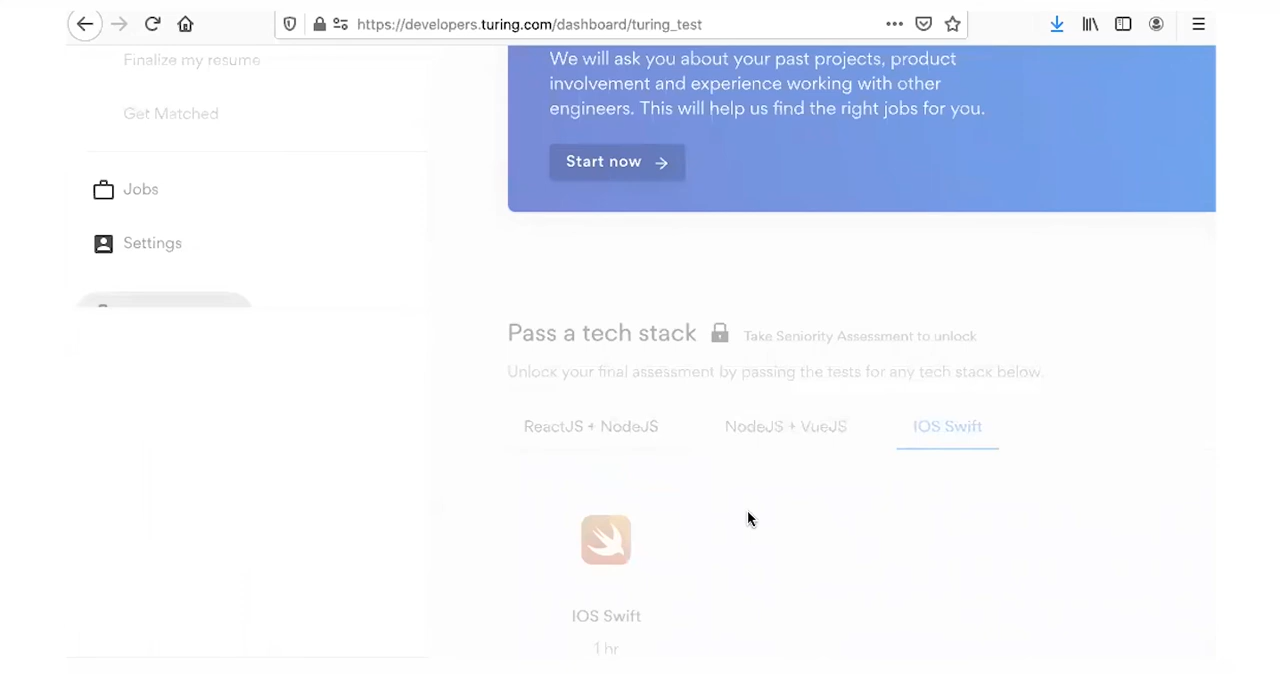 https://developers.turing.com/dashboard/turing_test
Finalize my resume
Get Matched
Jobs
Settings
We will ask you about your past projects, product
involvement and experience working with other
engineers. This will help us find the right jobs for you.
Start now
Pass a tech stack Take Seniority Assessment to unlock
Unlock your final assessment by passing the tests for any tech stack below.
ReactJS + NodeJS NodeJS + VueJS IOS Swift
IOS Swift
1 hr